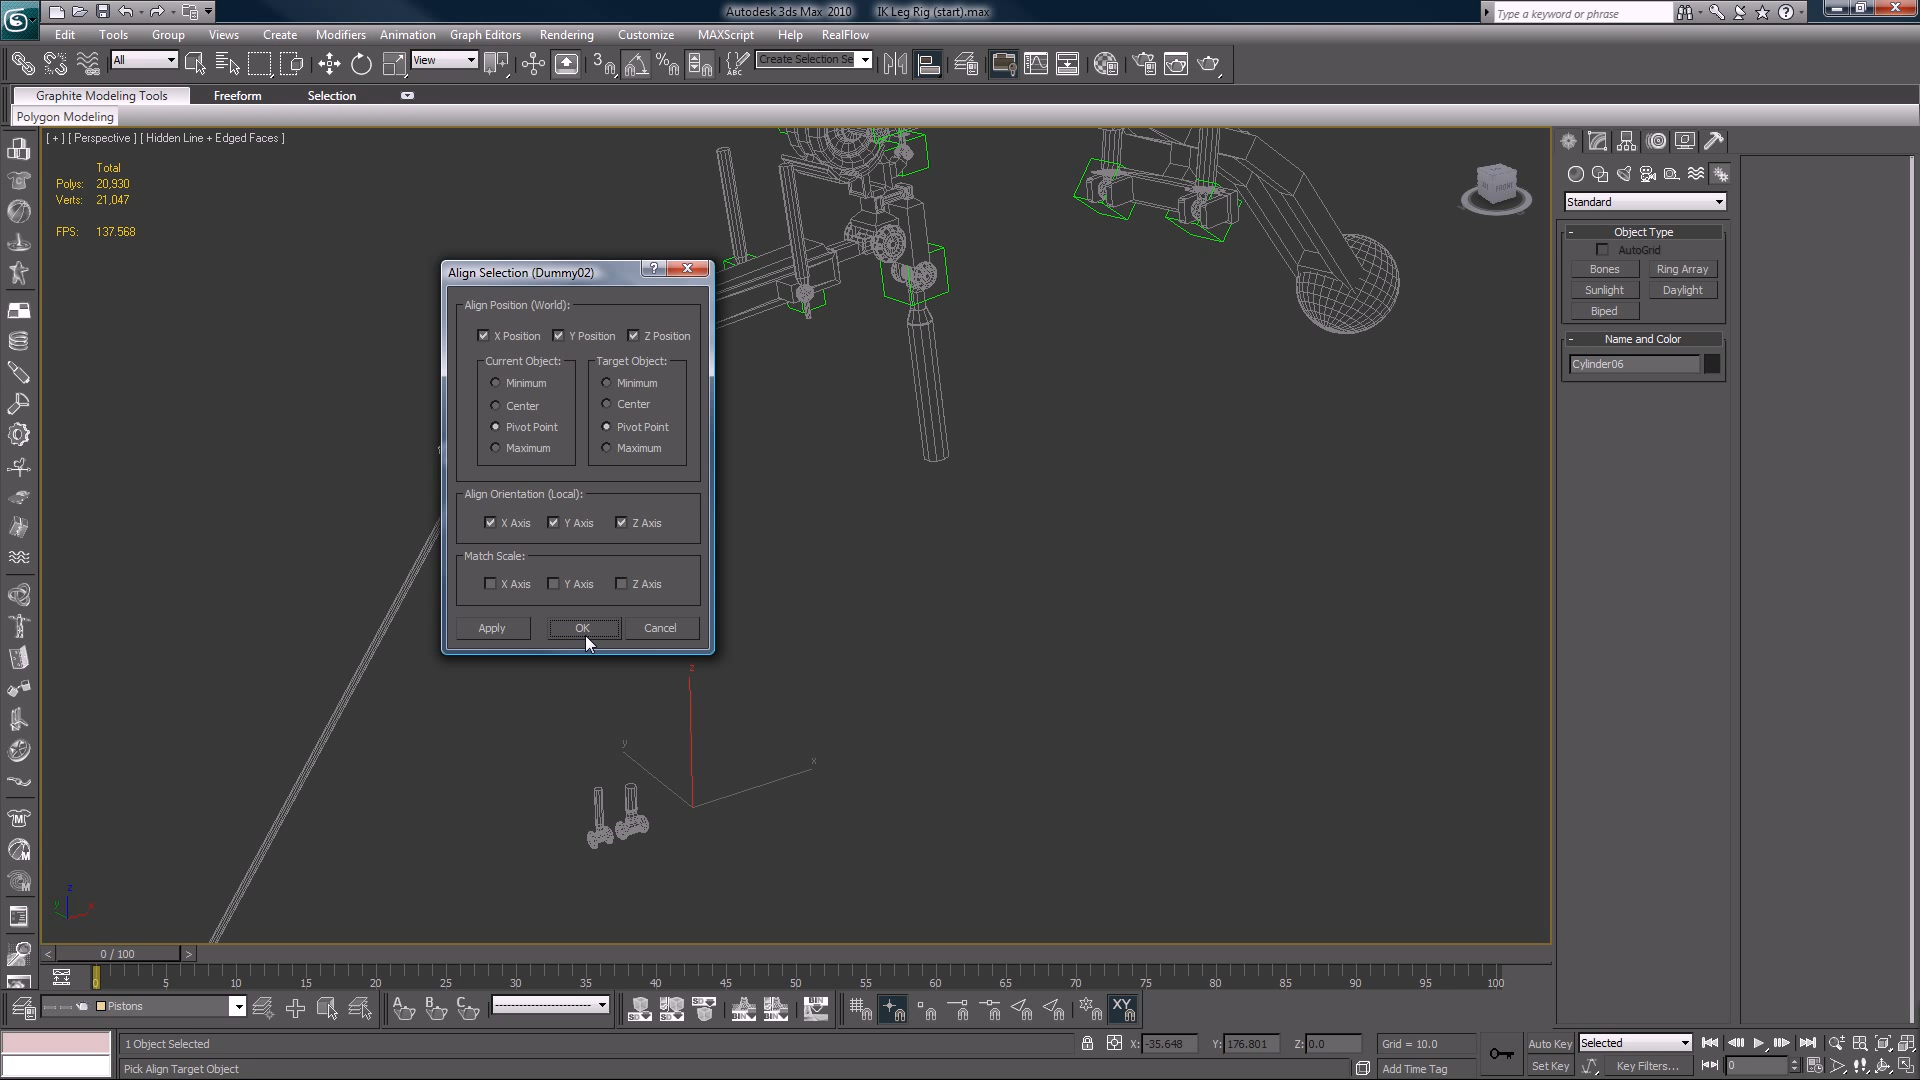 Autodesk 3ds Max 2010 IK Leg Rig (start).max
Type a keyword or phrase
Edit Tools Group Views Create Modifiers Animation Graph Editors Rendering Customize MAXScript Help RealFlow
All View Create Selection Se
Graphite Modeling Tools Freeform Selection
Polygon Modeling
[ + ] [ Perspective ] [ Hidden Line + Edged Faces ]
Total
Polys: 20,930
Verts: 21,047
FPS: 137.568
Standard
- Object Type
AutoGrid
Bones Ring Array
Sunlight Daylight
Biped
- Name and Color
Cylinder06
Align Selection (Dummy02)
Align Position (World):
X Position Y Position Z Position
Current Object: Target Object:
Minimum Minimum
Center Center
Pivot Point Pivot Point
Maximum Maximum
Align Orientation (Local):
X Axis Y Axis Z Axis
Match Scale:
X Axis Y Axis Z Axis
Apply OK Cancel
z
y
x
z
y x
< 0 / 100 >
0 5 10 15 20 25 30 35 40 45 50 55 60 65 70 75 80 85 90 95 100
Pistons A B C XY
1 Object Selected X: -35.648 Y: 176.801 Z: 0.0 Grid = 10.0 Auto Key Selected
Pick Align Target Object Add Time Tag Set Key Key Filters... 0